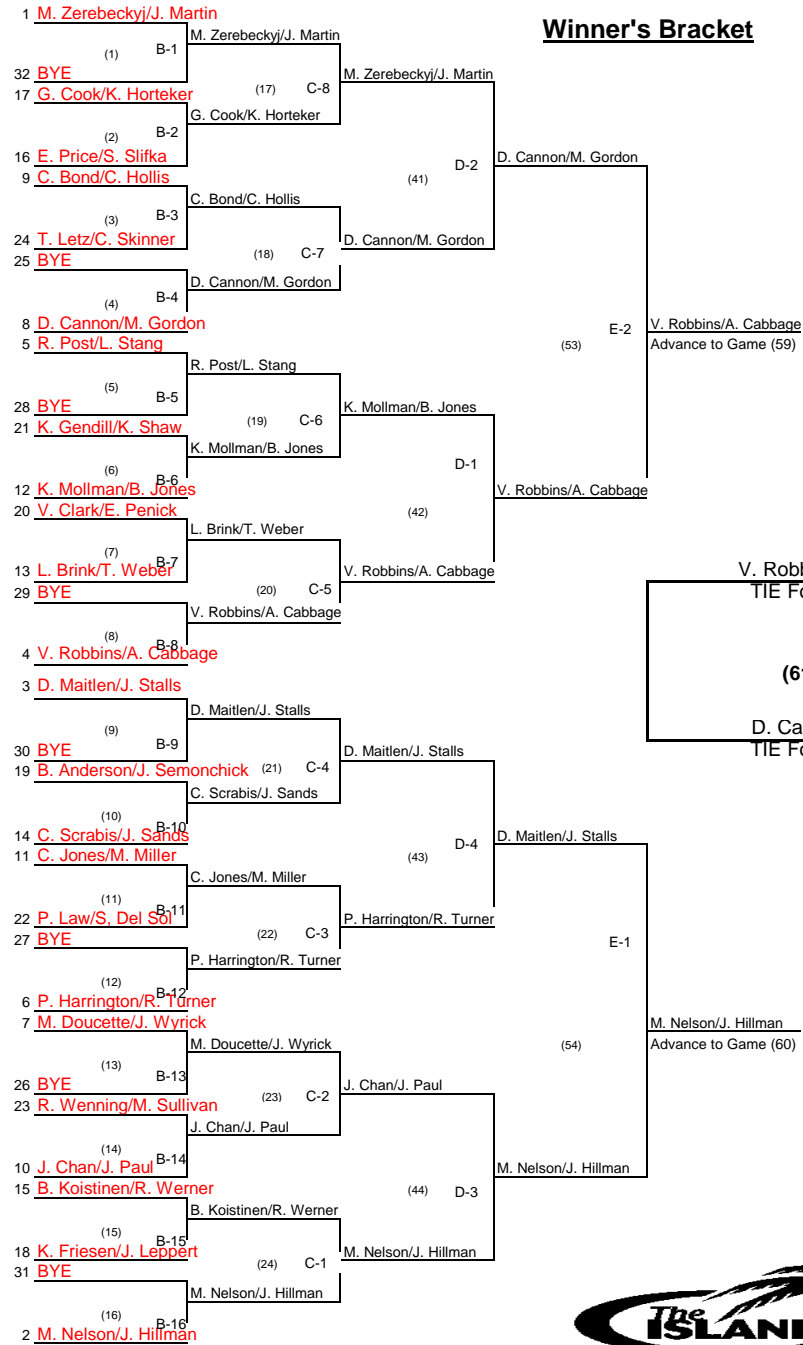 Winner's Bracket
1 M. Zerebeckyj/J. Martin
(1) B-1
M. Zerebeckyj/J. Martin
32 BYE
(17) C-8
M. Zerebeckyj/J. Martin
17 G. Cook/K. Horteker
(2) B-2
G. Cook/K. Horteker
16 E. Price/S. Slifka
(41) D-2
D. Cannon/M. Gordon
9 C. Bond/C. Hollis
(3) B-3
C. Bond/C. Hollis
24 T. Letz/C. Skinner
(18) C-7
D. Cannon/M. Gordon
25 BYE
(4) B-4
D. Cannon/M. Gordon
8 D. Cannon/M. Gordon
(53) E-2
V. Robbins/A. Cabbage
Advance to Game (59)
5 R. Post/L. Stang
(5) B-5
R. Post/L. Stang
28 BYE
(19) C-6
K. Mollman/B. Jones
21 K. Gendill/K. Shaw
(6) B-6
K. Mollman/B. Jones
12 K. Mollman/B. Jones
(42) D-1
V. Robbins/A. Cabbage
20 V. Clark/E. Penick
(7) B-7
L. Brink/T. Weber
13 L. Brink/T. Weber
(20) C-5
V. Robbins/A. Cabbage
29 BYE
(8) B-8
V. Robbins/A. Cabbage
4 V. Robbins/A. Cabbage
V. Robb
TIE Fo
(61
D. Ca
TIE Fo
3 D. Maitlen/J. Stalls
(9) B-9
D. Maitlen/J. Stalls
30 BYE
(21) C-4
D. Maitlen/J. Stalls
19 B. Anderson/J. Semonchick
(10) B-10
C. Scrabis/J. Sands
14 C. Scrabis/J. Sands
(43) D-4
D. Maitlen/J. Stalls
11 C. Jones/M. Miller
(11) B-11
C. Jones/M. Miller
22 P. Law/S, Del Sol
(22) C-3
P. Harrington/R. Turner
27 BYE
(12) B-12
P. Harrington/R. Turner
6 P. Harrington/R. Turner
(54) E-1
M. Nelson/J. Hillman
Advance to Game (60)
7 M. Doucette/J. Wyrick
(13) B-13
M. Doucette/J. Wyrick
26 BYE
(23) C-2
J. Chan/J. Paul
23 R. Wenning/M. Sullivan
(14) B-14
J. Chan/J. Paul
10 J. Chan/J. Paul
(44) D-3
M. Nelson/J. Hillman
15 B. Koistinen/R. Werner
(15) B-15
B. Koistinen/R. Werner
18 K. Friesen/J. Leppert
(24) C-1
M. Nelson/J. Hillman
31 BYE
(16) B-16
M. Nelson/J. Hillman
2 M. Nelson/J. Hillman
The
ISLAN